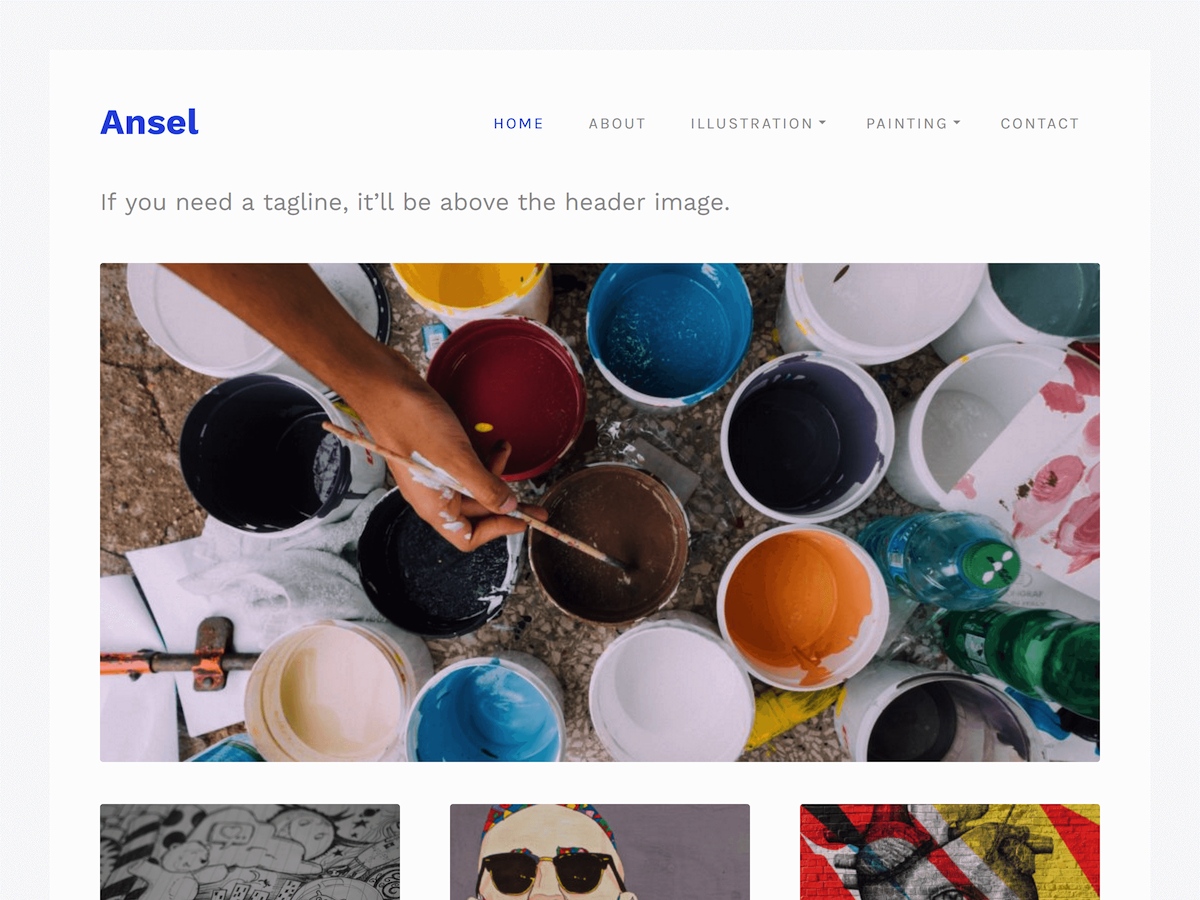 Ansel
HOME ABOUT ILLUSTRATION PAINTING CONTACT
If you need a tagline, it’ll be above the header image.